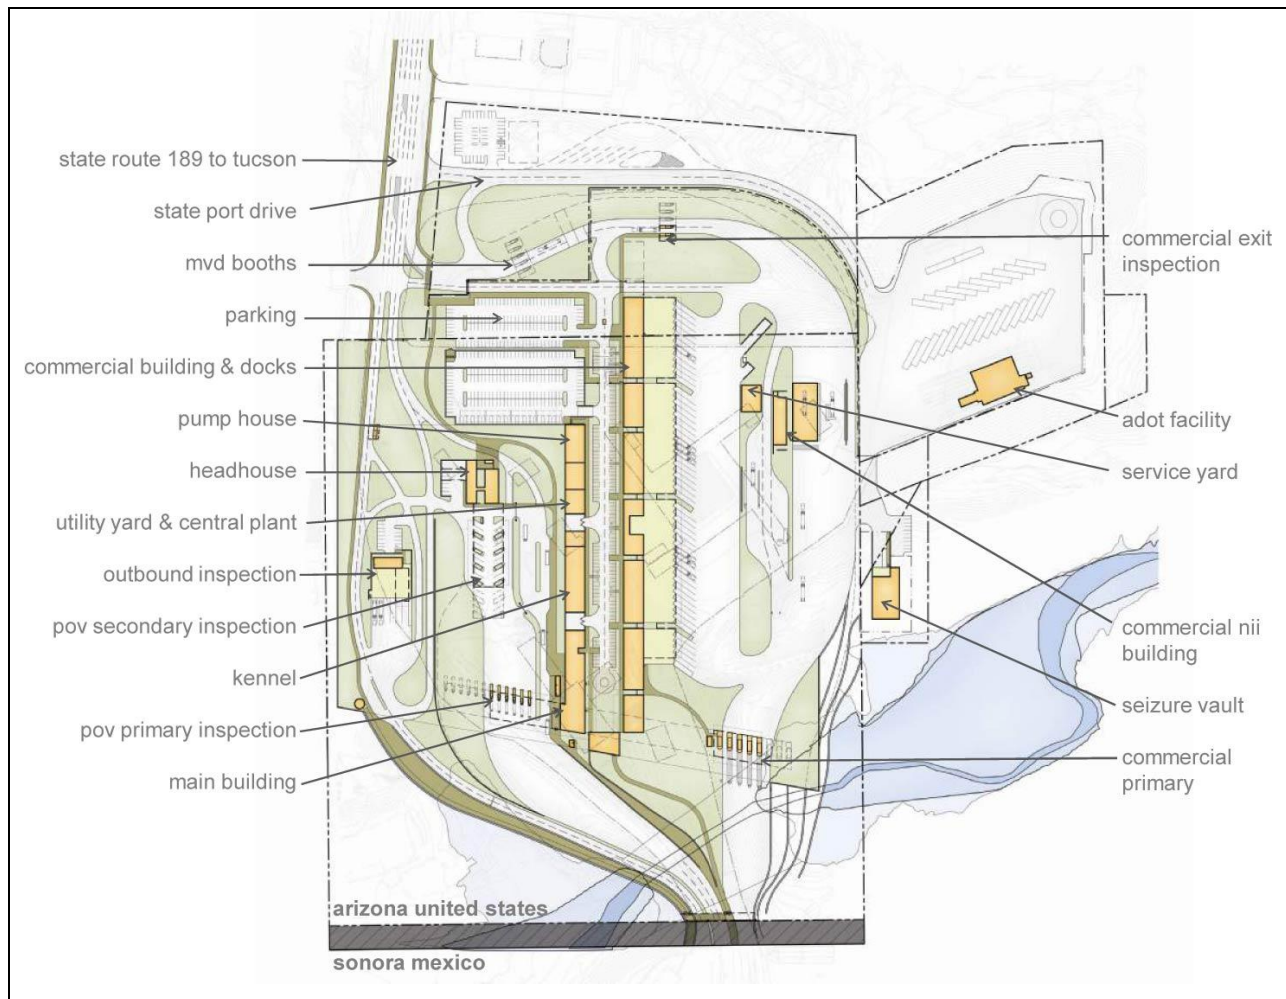 state route 189 to tucson
state port drive
mvd booths
parking
commercial building & docks
pump house
headhouse
utility yard & central plant
outbound inspection
pov secondary inspection
kennel
pov primary inspection
main building
commercial exit
inspection
adot facility
service yard
commercial nii
building
seizure vault
commercial
primary
arizona united states
sonora mexico